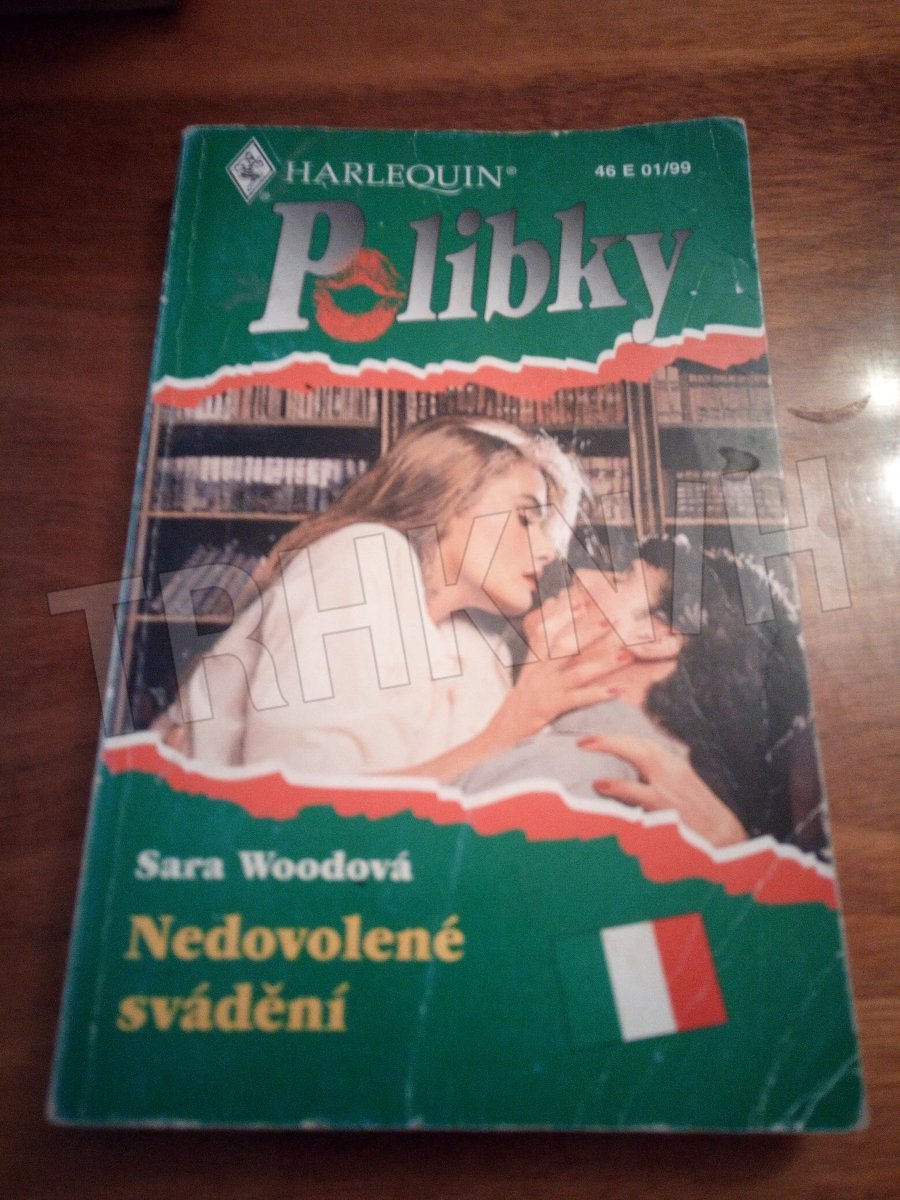 HARLEQUIN®
46 E 01/99
Polibky
TRHKNIH
Sara Woodová
Nedovolené
svádění